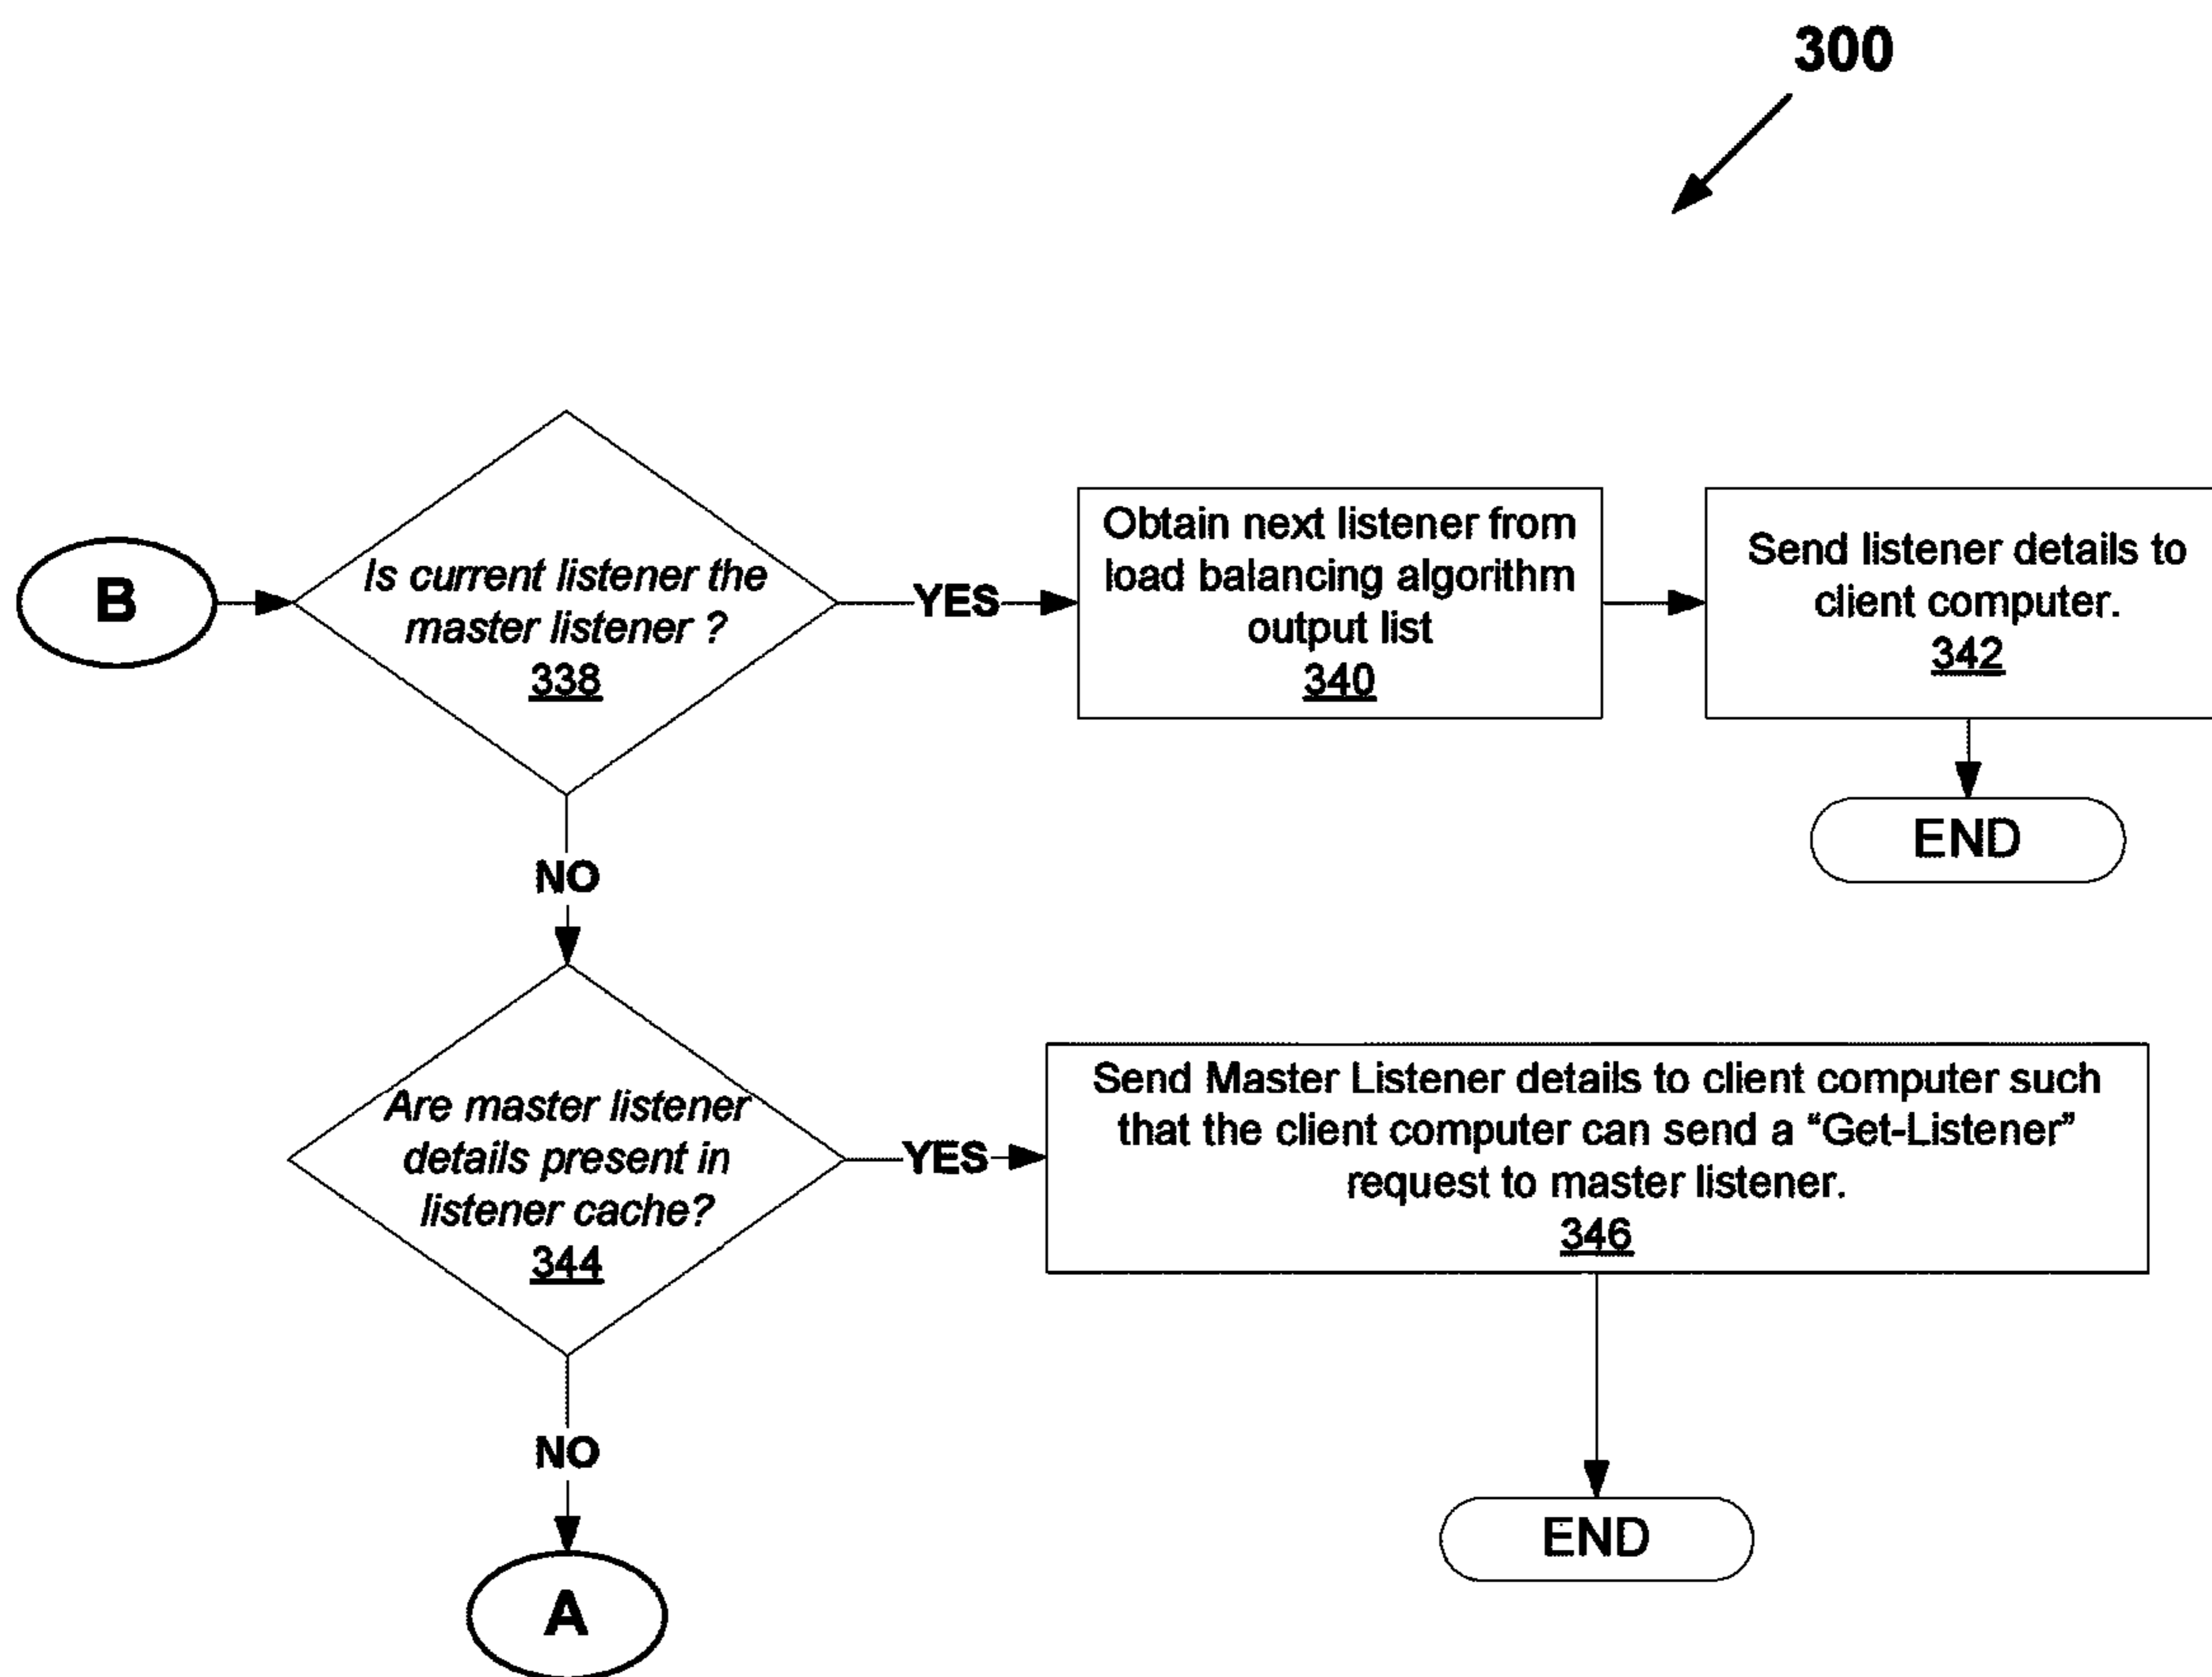 300
B
Is current listener the
master listener ?
338
YES
Obtain next listener from
load balancing algorithm
output list
340
Send listener details to
client computer.
342
END
NO
Are master listener
details present in
listener cache?
344
YES
Send Master Listener details to client computer such
that the client computer can send a “Get-Listener”
request to master listener.
346
END
NO
A